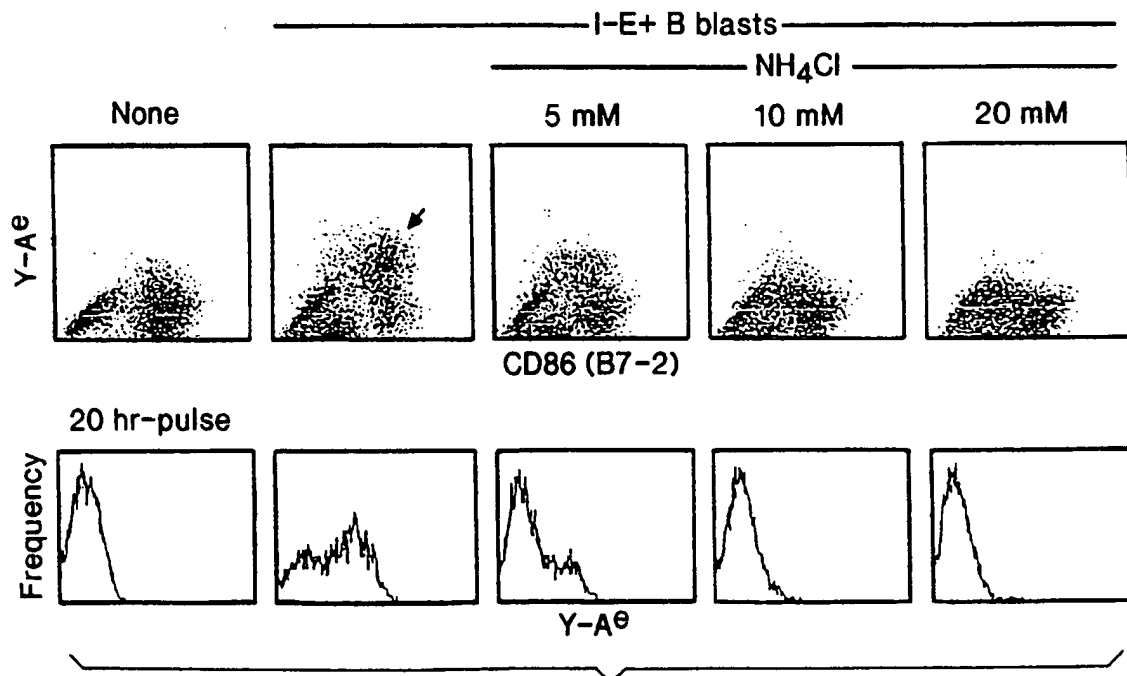 I-E+ B blasts
NH4Cl
None 5 mM 10 mM 20 mM
Y-Ae
CD86 (B7-2)
20 hr-pulse
Frequency
Y-Ae